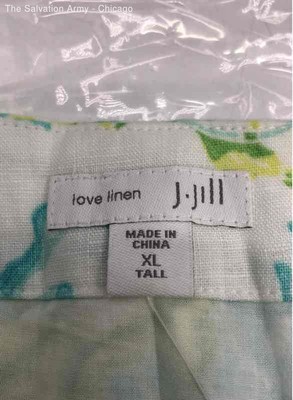 The Salvation Army - Chicago
love linen J.Jill
MADE IN
CHINA
XL
TALL